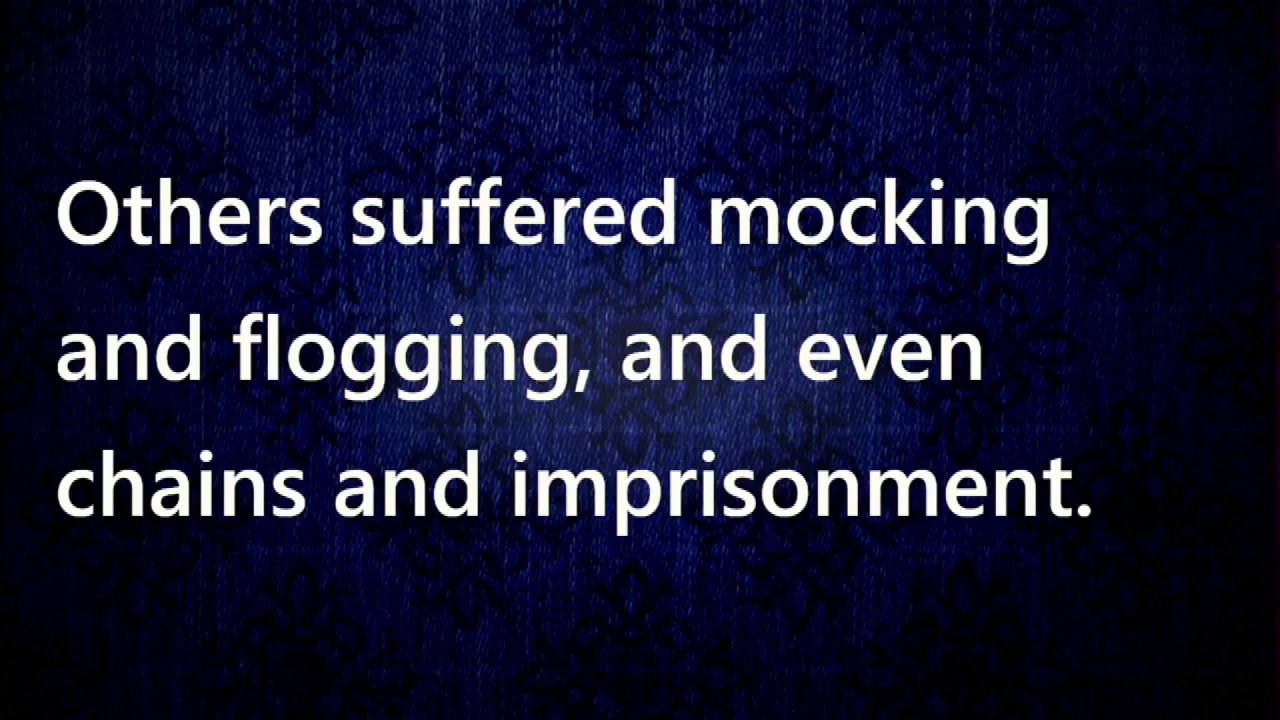 Others suffered mocking
and flogging, and even
chains and imprisonment.